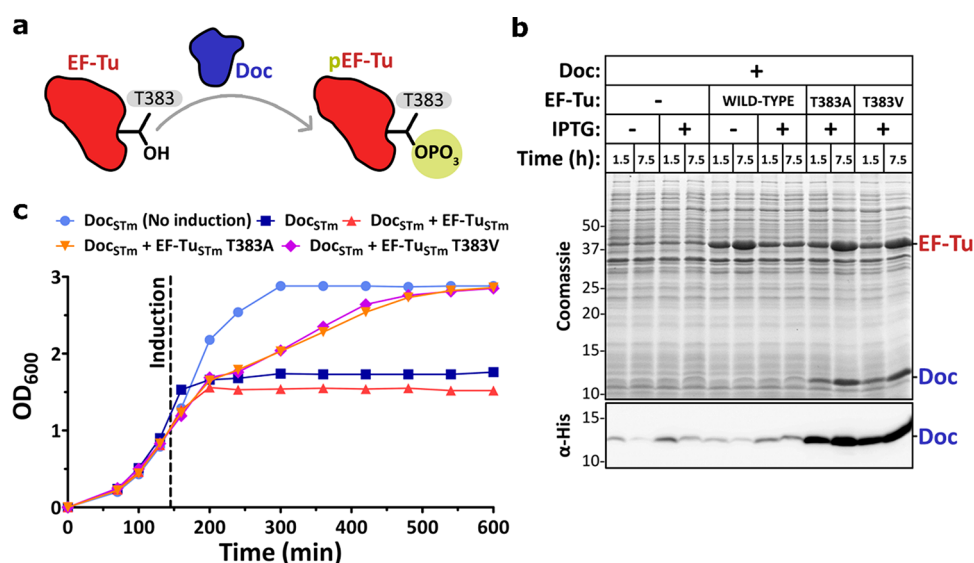 a
EF-Tu
Doc
T383
OH
pEF-Tu
T383
OPO3
b
Doc: +
EF-Tu: - WILD-TYPE T383A T383V
IPTG: - + - + + +
Time (h): 1.5 7.5 1.5 7.5 1.5 7.5 1.5 7.5 1.5 7.5 1.5 7.5
Coomassie
50
37
25
20
15
10
EF-Tu
Doc
α-His
15
10
Doc
c
DocSTm (No induction) DocSTm DocSTm + EF-TuSTm
DocSTm + EF-TuSTm T383A DocSTm + EF-TuSTm T383V
Induction
OD600
3
2
1
0
0 100 200 300 400 500 600
Time (min)